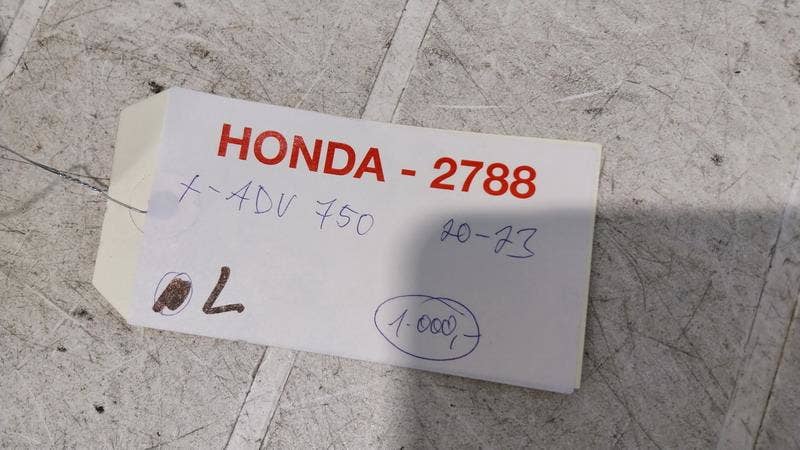 HONDA - 2788
X-ADV 750 20-23
L
1.000,-